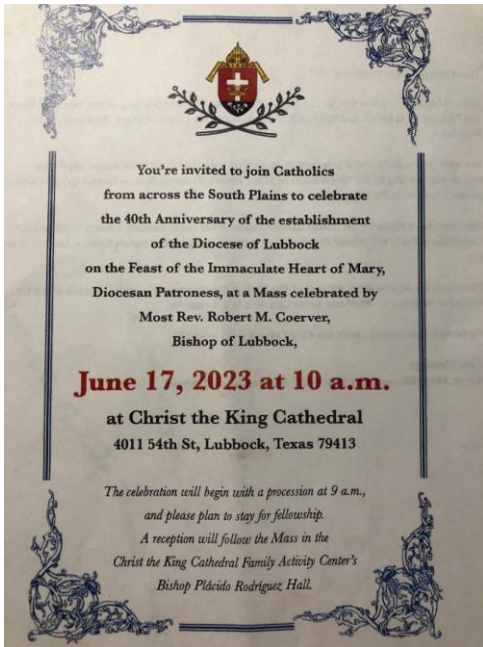 You're invited to join Catholics
from across the South Plains to celebrate
the 40th Anniversary of the establishment
of the Diocese of Lubbock
on the Feast of the Immaculate Heart of Mary,
Diocesan Patroness, at a Mass celebrated by
Most Rev. Robert M. Coerver,
Bishop of Lubbock,
June 17, 2023 at 10 a.m.
at Christ the King Cathedral
4011 54th St, Lubbock, Texas 79413
The celebration will begin with a procession at 9 a.m.,
and please plan to stay for fellowship.
A reception will follow the Mass in the
Christ the King Cathedral Family Activity Center's
Bishop Plácido Rodríguez Hall.